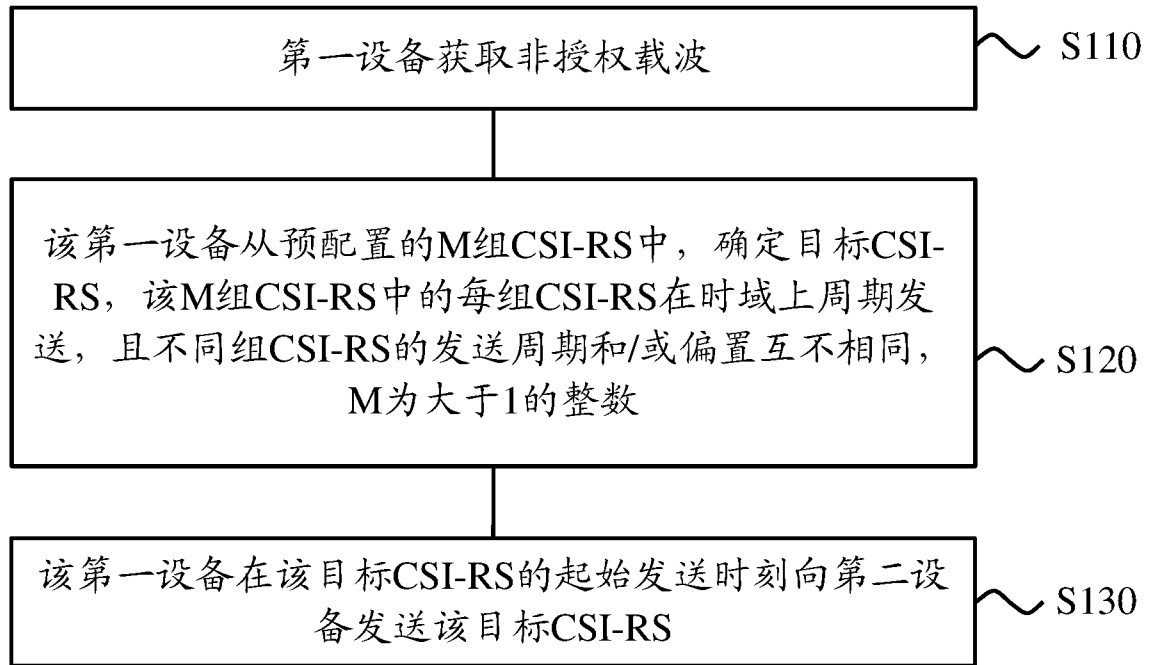 第一设备获取非授权载波
S110
该第一设备从预配置的M组CSI-RS中，确定目标CSI-
RS，该M组CSI-RS中的每组CSI-RS在时域上周期发
送，且不同组CSI-RS的发送周期和/或偏置互不相同，
M为大于1的整数
S120
该第一设备在该目标CSI-RS的起始发送时刻向第二设
备发送该目标CSI-RS
S130